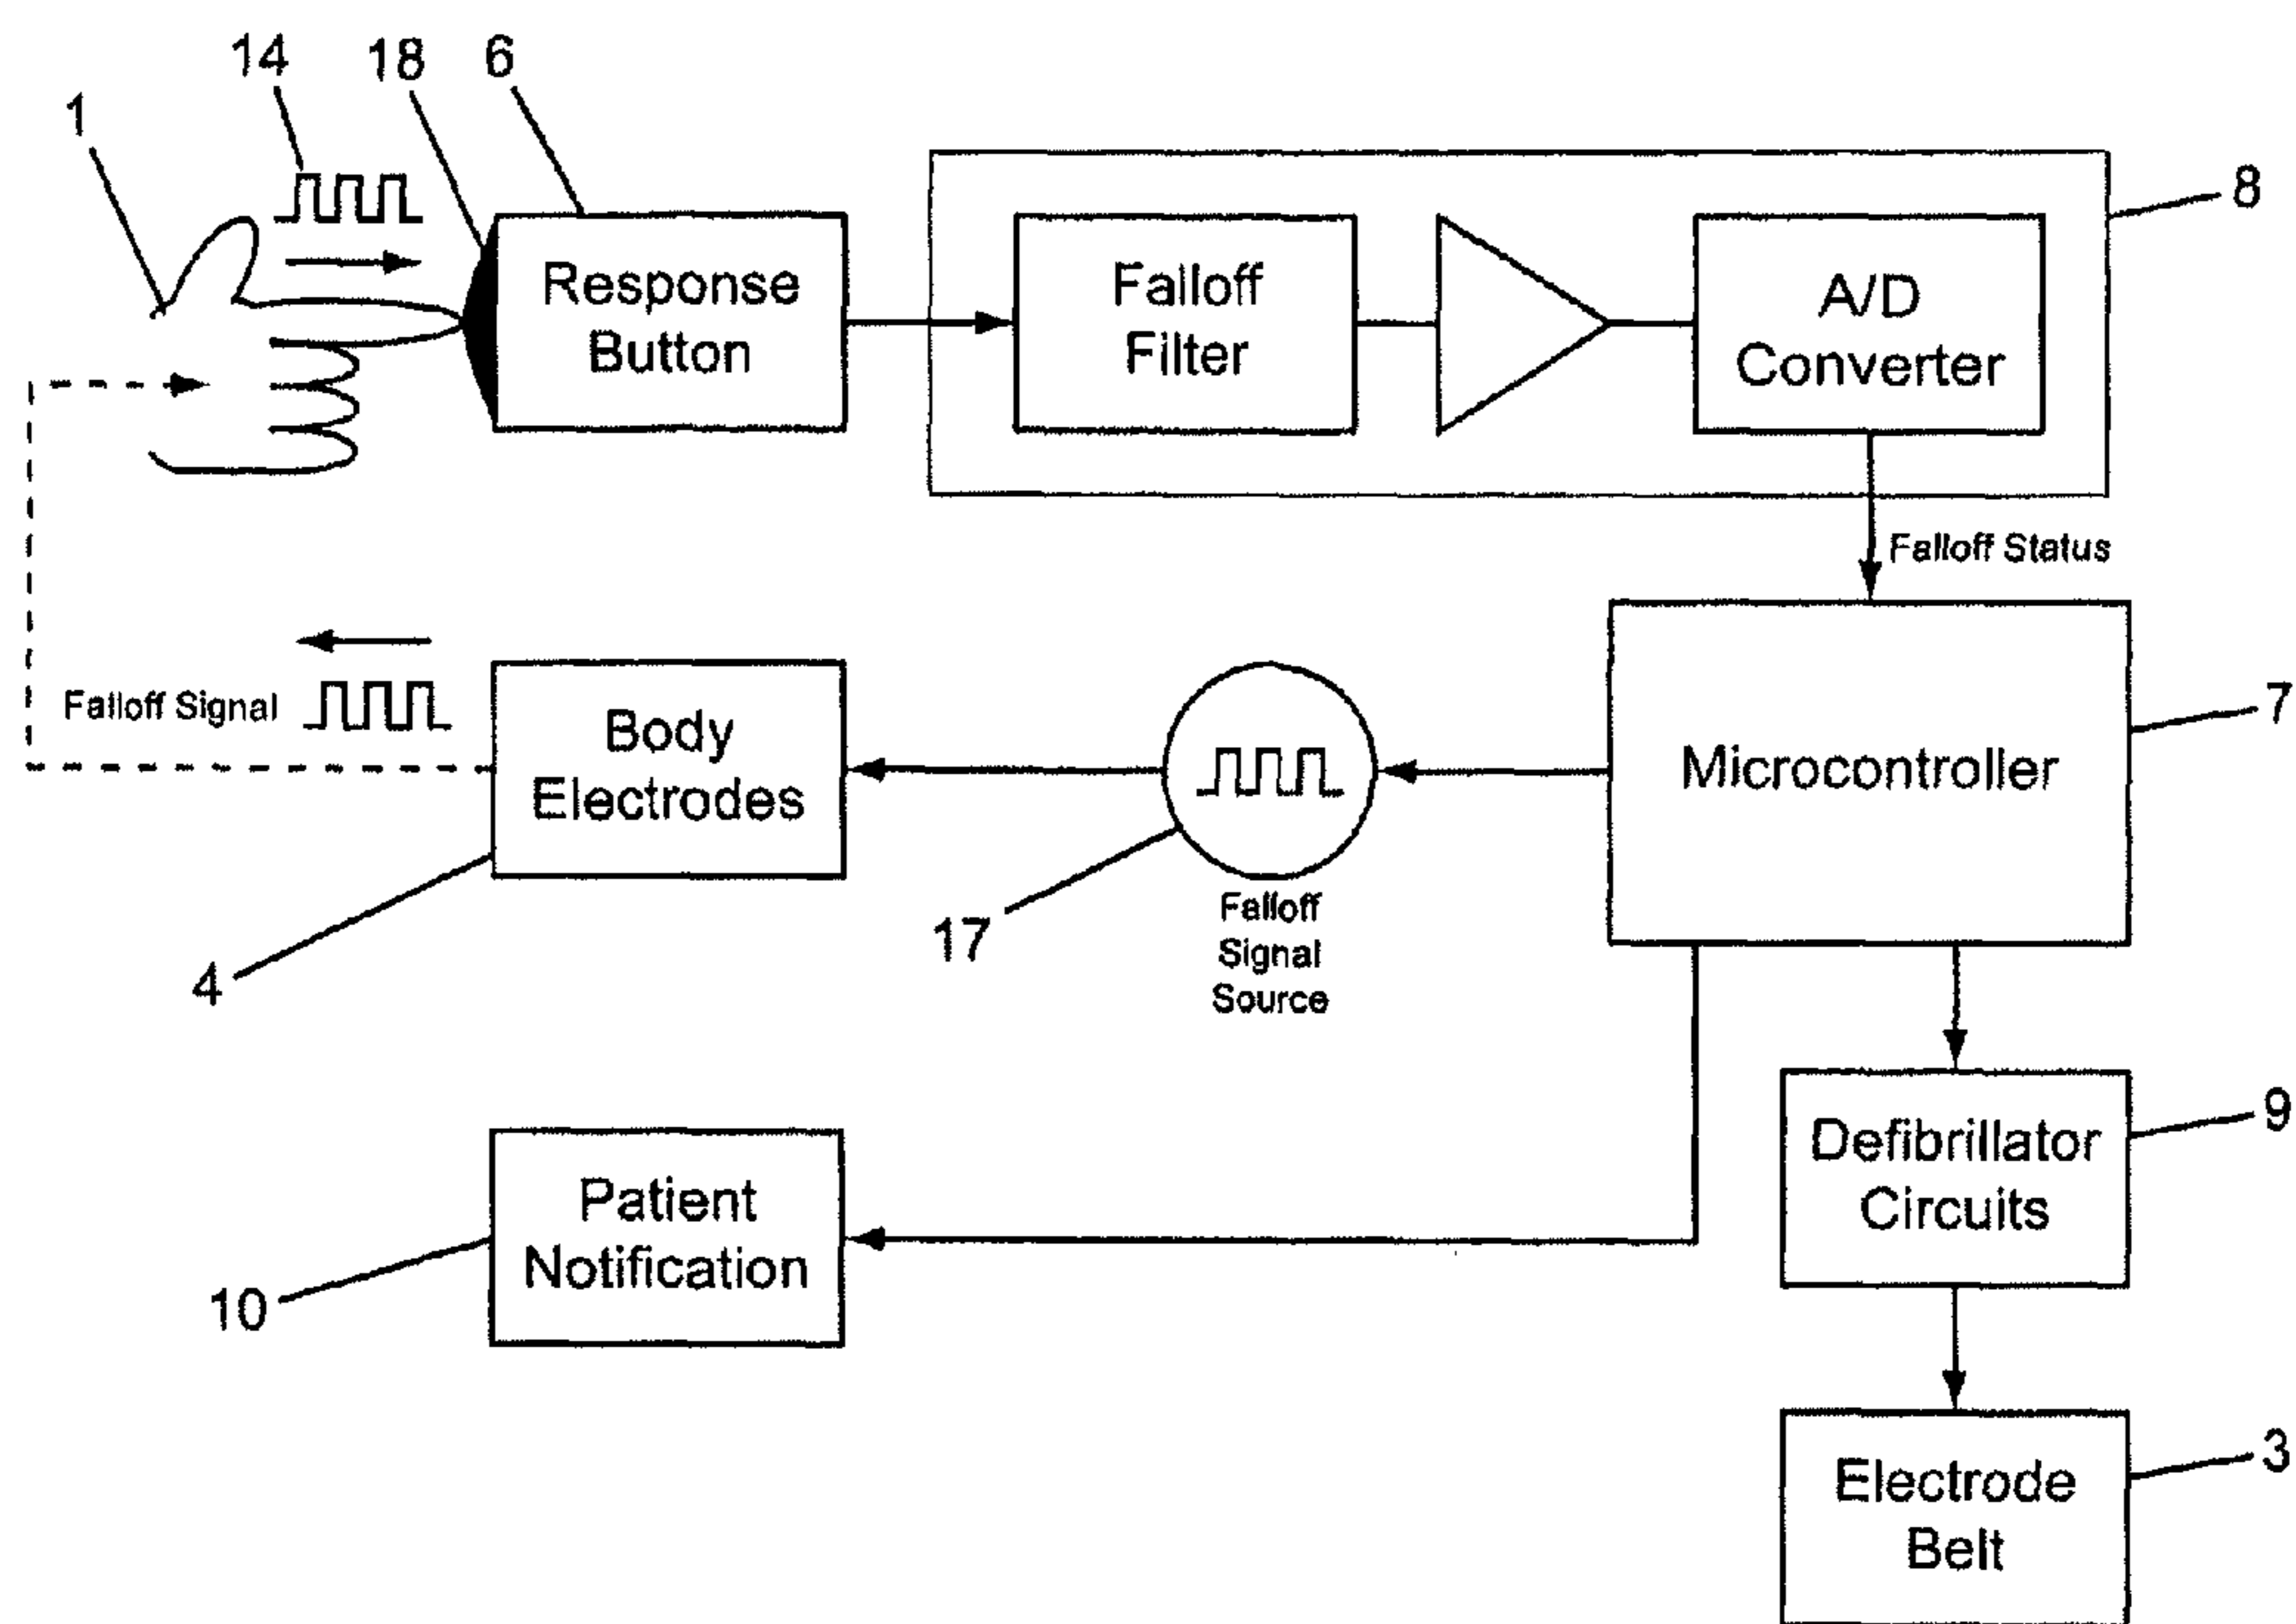 14
18
6
1
8
Response
Button
Falloff
Filter
A/D
Converter
Falloff Status
Falloff Signal
Body
Electrodes
Microcontroller
7
4
17
Falloff
Signal
Source
Patient
Notification
10
Defibrillator
Circuits
9
Electrode
Belt
3